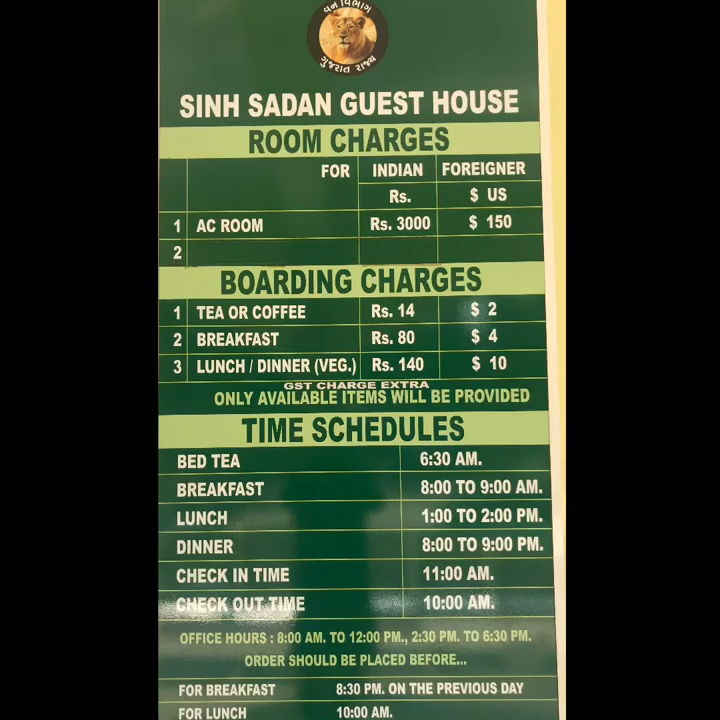 વન વિભાગ
ગુજરાત રાજ્ય
SINH SADAN GUEST HOUSE
ROOM CHARGES
FOR INDIAN FOREIGNER
Rs. $ US
1 AC ROOM Rs. 3000 $ 150
2
BOARDING CHARGES
1 TEA OR COFFEE Rs. 14 $ 2
2 BREAKFAST Rs. 80 $ 4
3 LUNCH / DINNER (VEG.) Rs. 140 $ 10
GST CHARGE EXTRA
ONLY AVAILABLE ITEMS WILL BE PROVIDED
TIME SCHEDULES
BED TEA 6:30 AM.
BREAKFAST 8:00 TO 9:00 AM.
LUNCH 1:00 TO 2:00 PM.
DINNER 8:00 TO 9:00 PM.
CHECK IN TIME 11:00 AM.
CHECK OUT TIME 10:00 AM.
OFFICE HOURS : 8:00 AM. TO 12:00 PM., 2:30 PM. TO 6:30 PM.
ORDER SHOULD BE PLACED BEFORE...
FOR BREAKFAST 8:30 PM. ON THE PREVIOUS DAY
FOR LUNCH 10:00 AM.